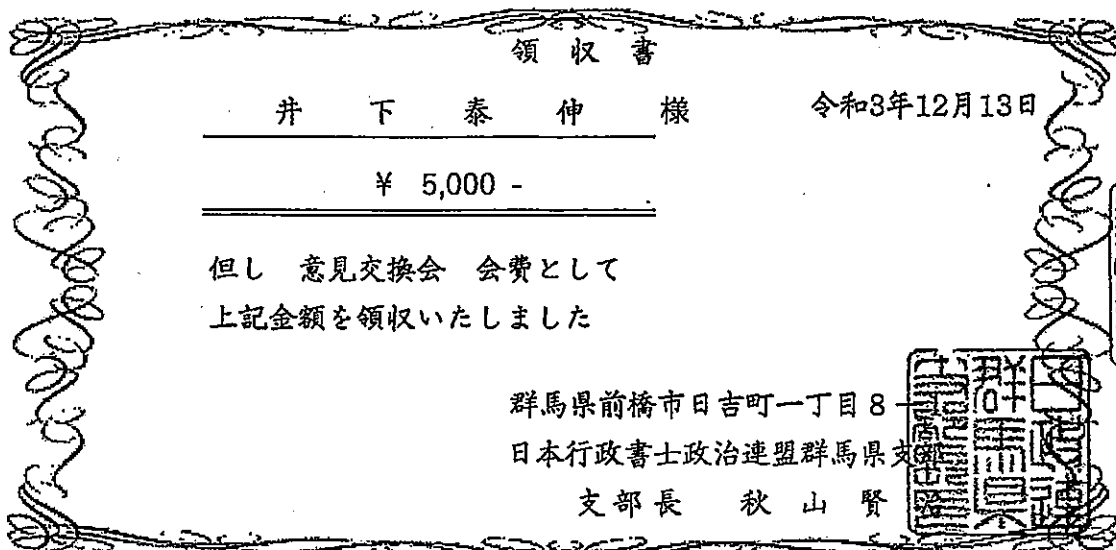 領収書
井下泰伸様
令和3年12月13日
¥ 5,000 -
但し 意見交換会 会費として
上記金額を領収いたしました
群馬県前橋市日吉町一丁目8-1
日本行政書士政治連盟群馬県支部
支部長 秋山賢